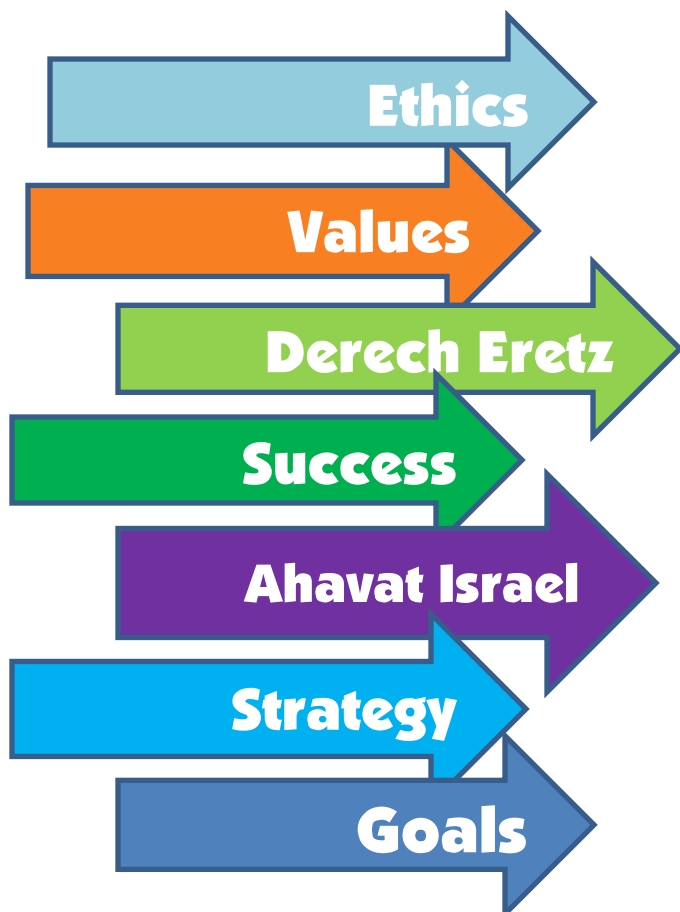 Ethics
Values
Derech Eretz
Success
Ahavat Israel
Strategy
Goals